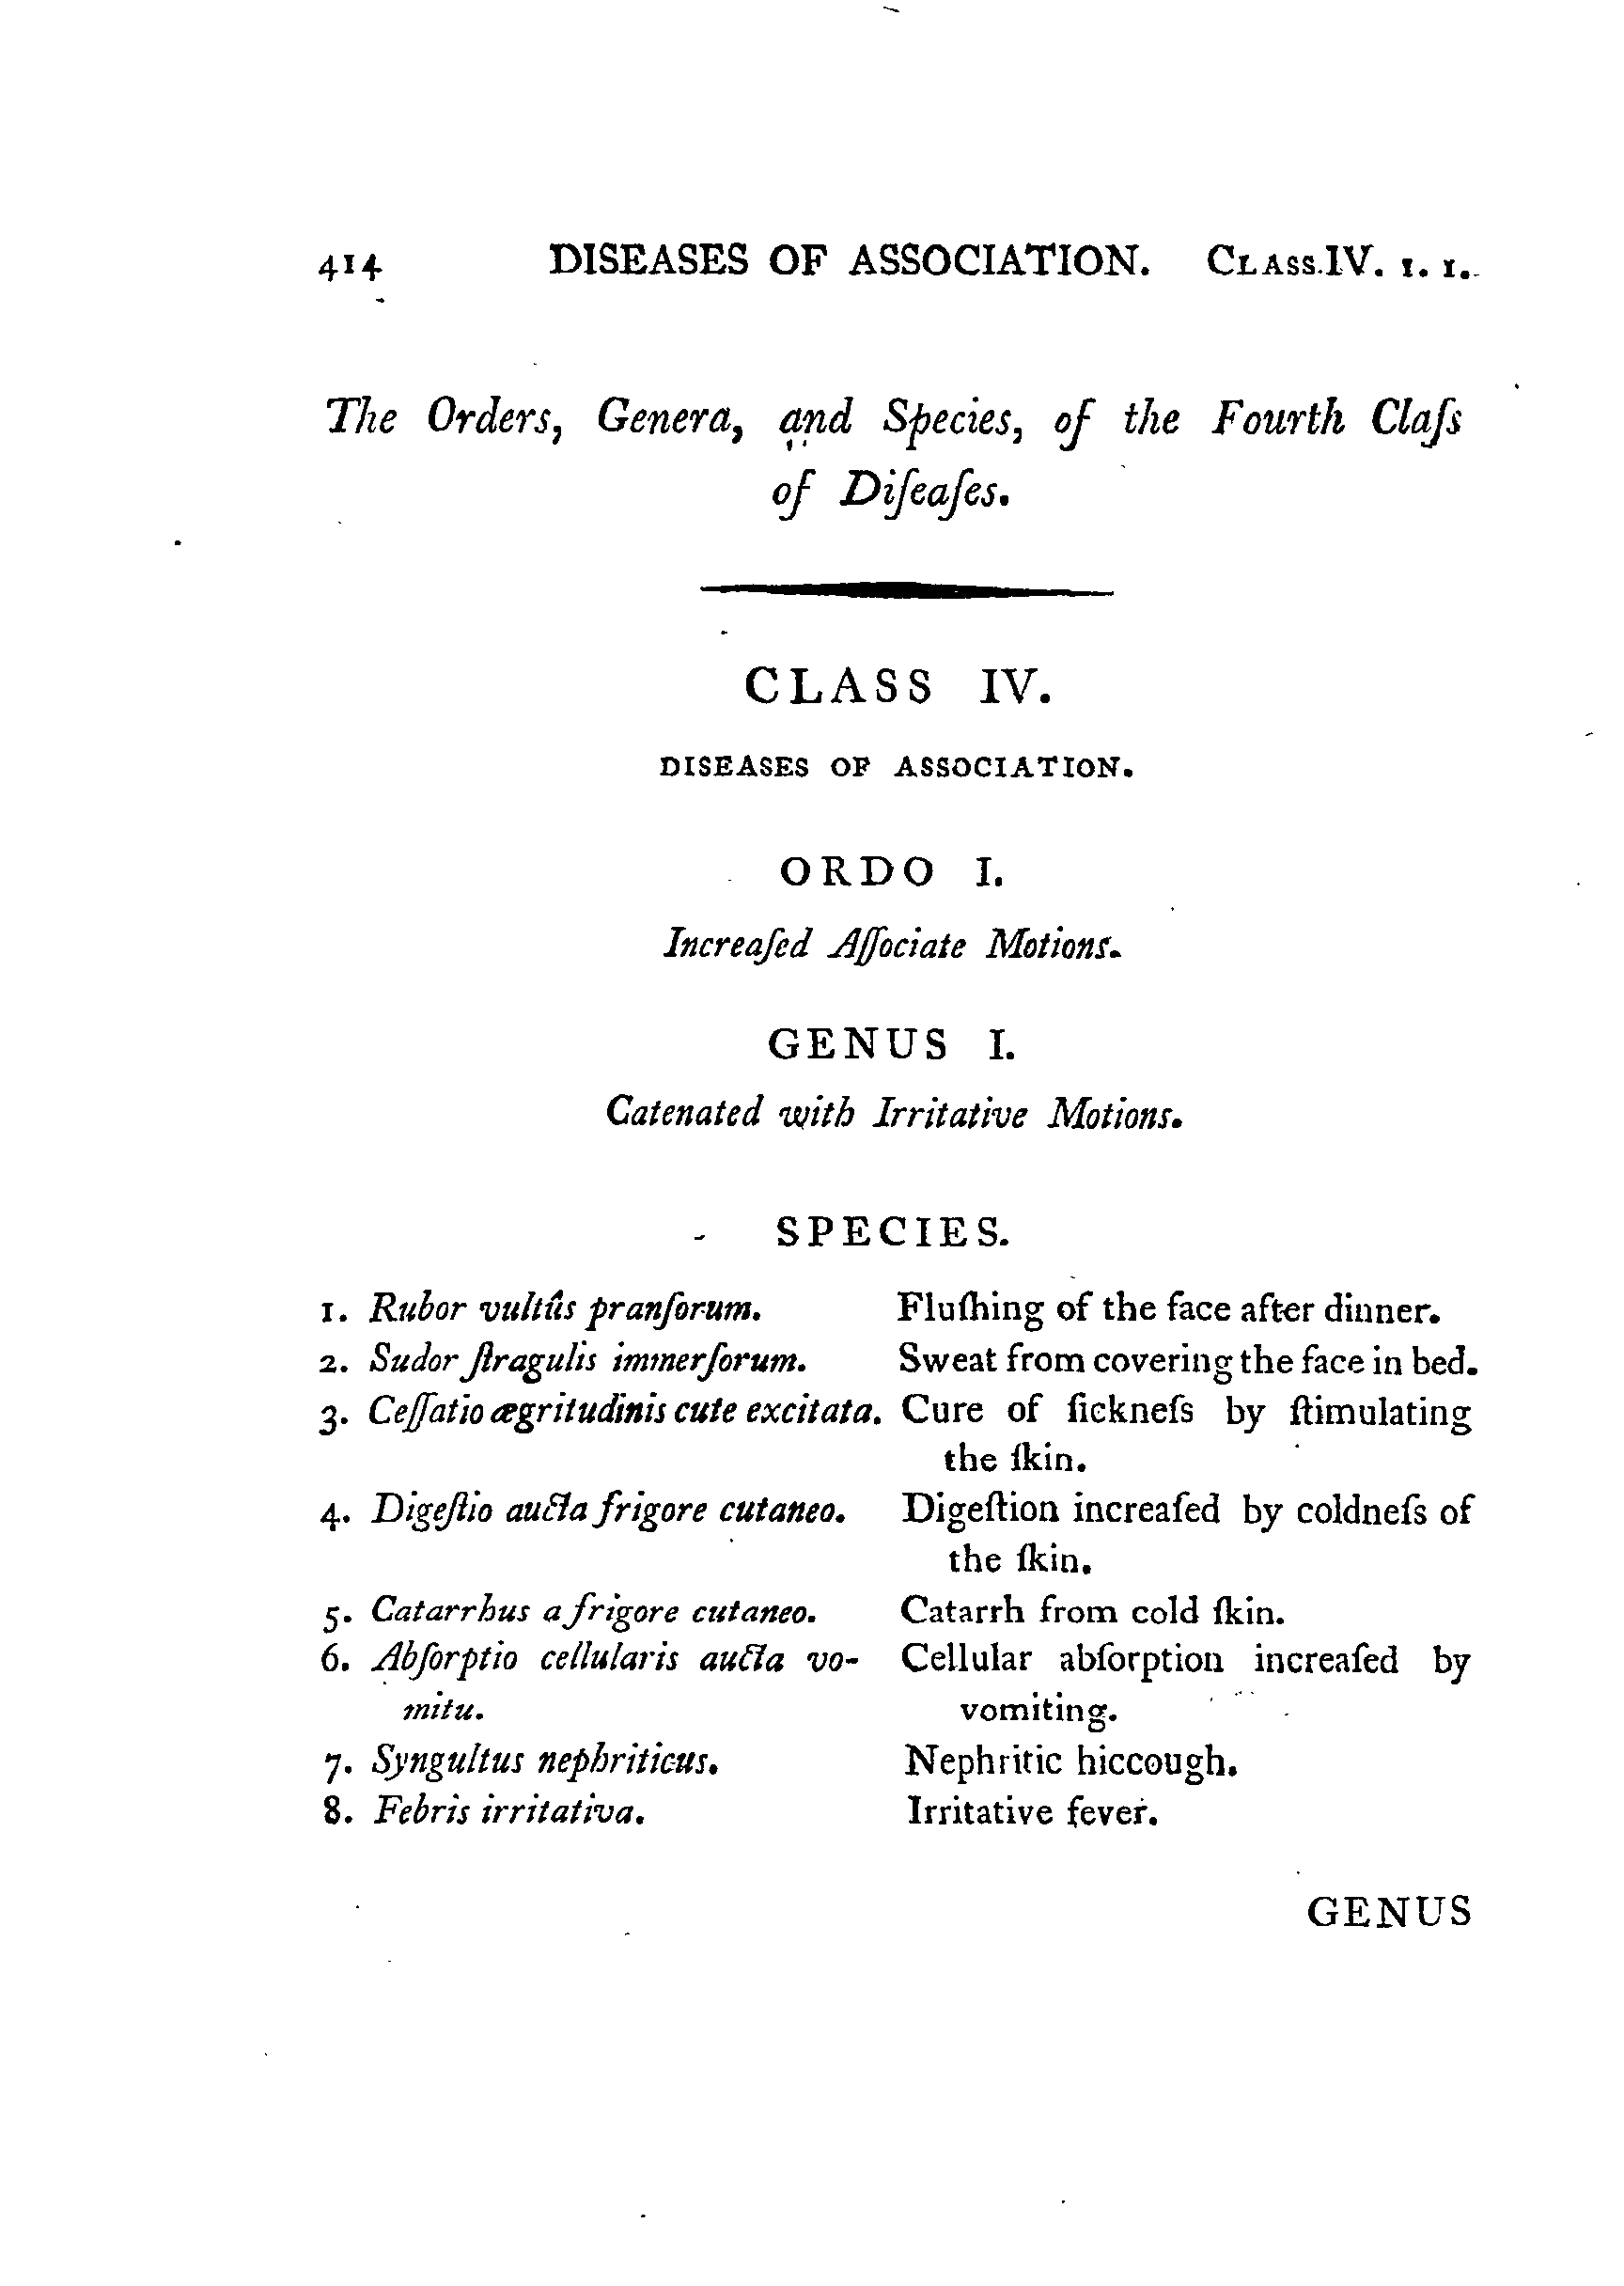 414 DISEASES OF ASSOCIATION. CLASS.IV. 1. 1.
The Orders, Genera, and Species, of the Fourth Claſs
of Diſeaſes.
CLASS IV.
DISEASES OF ASSOCIATION.
ORDO I.
Increaſed Aſſociate Motions.
GENUS I.
Catenated with Irritative Motions.
SPECIES.
1. Rubor vultûs pranſorum. Fluſhing of the face after dinner.
2. Sudor ſtragulis immerſorum. Sweat from covering the face in bed.
3. Ceſſatio ægritudinis cute excitata. Cure of ſickneſs by ſtimulating
the ſkin.
4. Digeſtio aucta frigore cutaneo. Digeſtion increaſed by coldneſs of
the ſkin.
5. Catarrhus a frigore cutaneo. Catarrh from cold ſkin.
6. Abſorptio cellularis aucta vo- Cellular abſorption increaſed by
mitu. vomiting.
7. Syngultus nephriticus. Nephritic hiccough.
8. Febris irritativa. Irritative fever.
GENUS